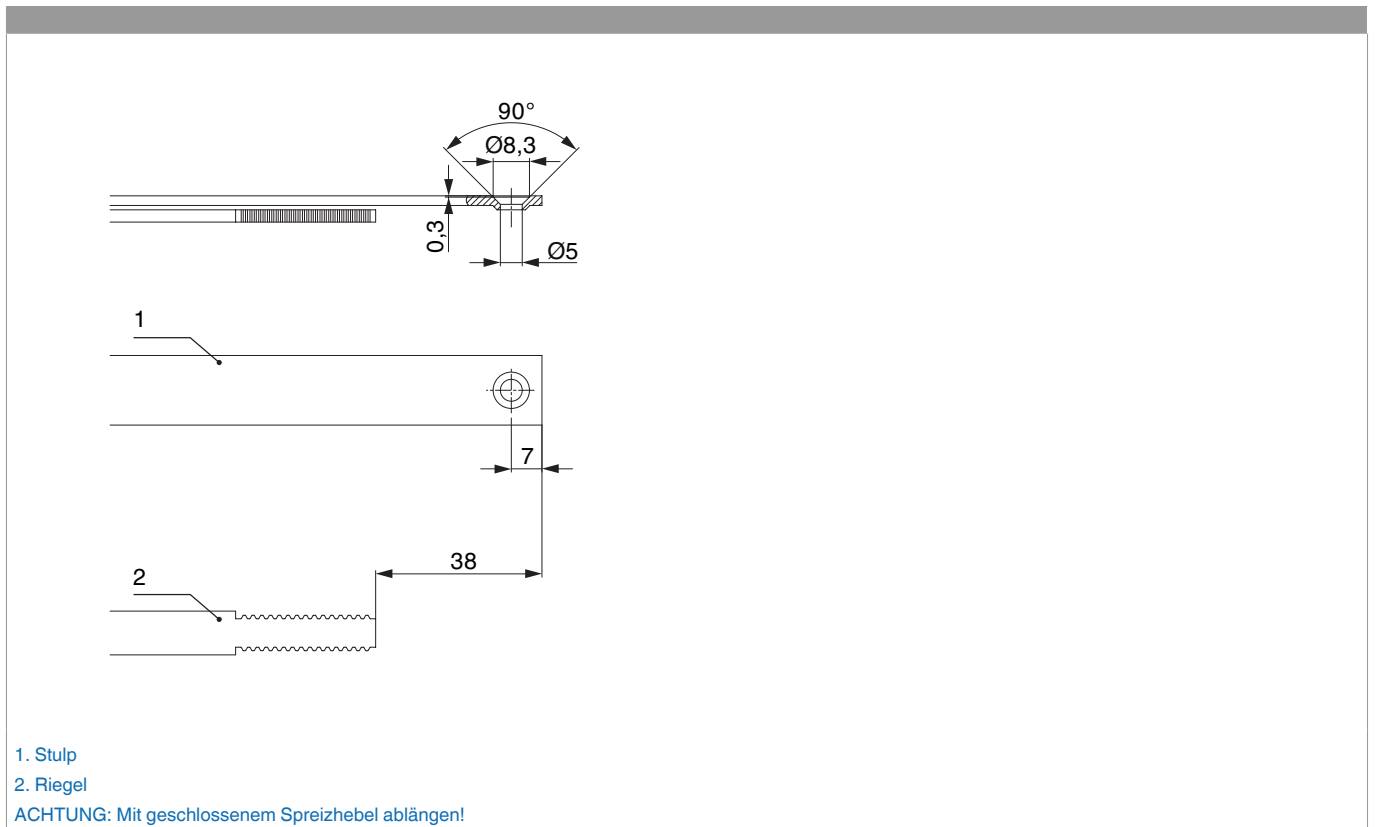 90°
Ø8,3
0,3
Ø5
1
7
38
2
1. Stulp
2. Riegel
ACHTUNG: Mit geschlossenem Spreizhebel ablängen!